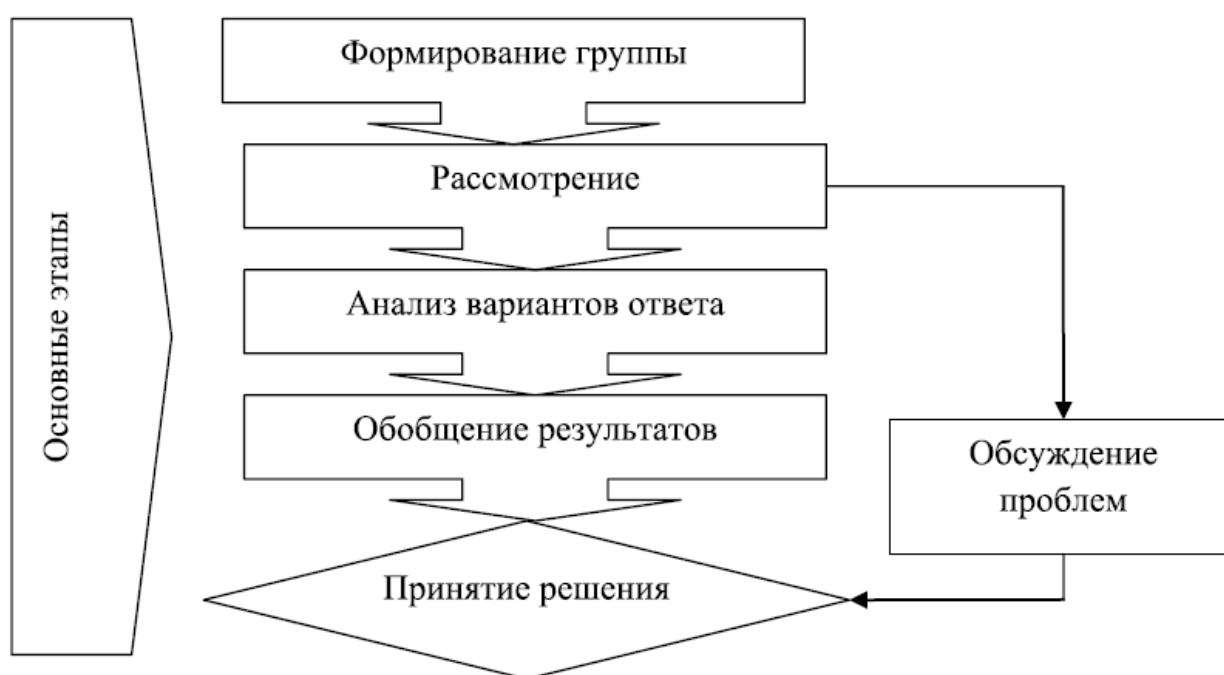 Основные этапы
Формирование группы
Рассмотрение
Анализ вариантов ответа
Обобщение результатов
Принятие решения
Обсуждение
проблем